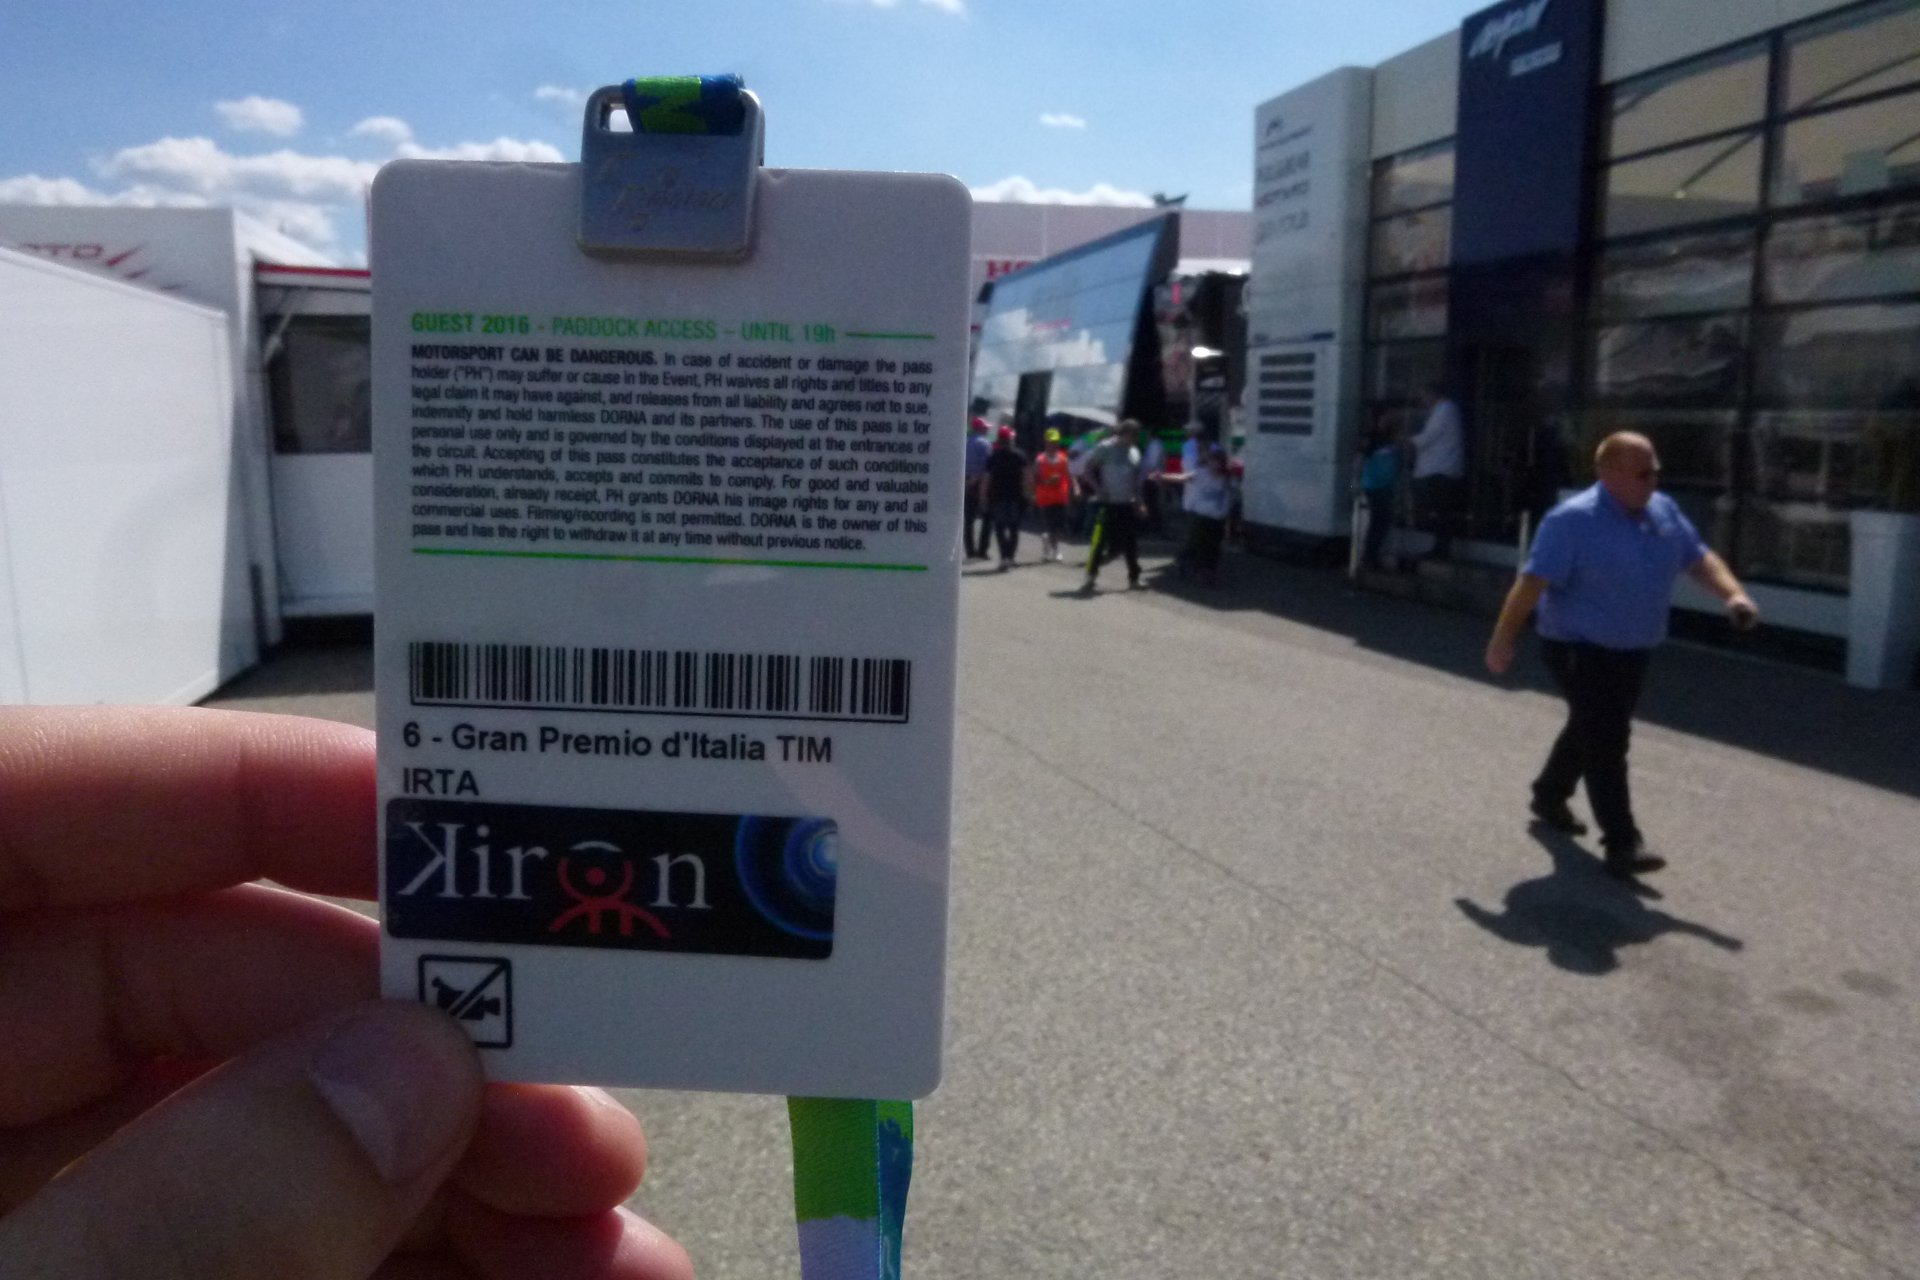 GUEST 2016 - PADDOCK ACCESS – UNTIL 19h
MOTORSPORT CAN BE DANGEROUS. In case of accident or damage the pass
holder ("PH") may suffer or cause in the Event, PH waives all rights and titles to any
legal claim it may have against, and releases from all liability and agrees not to sue,
indemnify and hold harmless DORNA and its partners. The use of this pass is for
personal use only and is governed by the conditions displayed at the entrances of
the circuit. Accepting of this pass constitutes the acceptance of such conditions
which PH understands, accepts and commits to comply. For good and valuable
consideration, already receipt, PH grants DORNA his image rights for any and all
commercial uses. Filming/recording is not permitted. DORNA is the owner of this
pass and has the right to withdraw it at any time without previous notice.
6 - Gran Premio d'Italia TIM
IRTA
Kiron